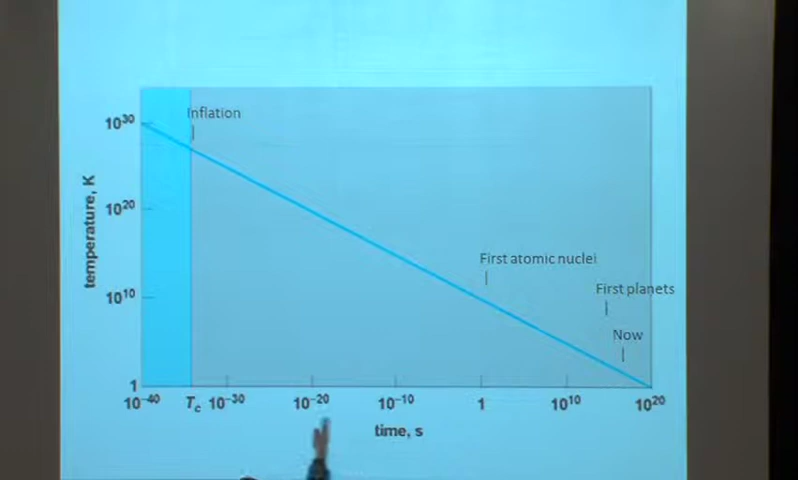 Inflation
10³⁰
temperature, K
10²⁰
First atomic nuclei
First planets
10¹⁰
Now
1
10⁻⁴⁰ T꜀ 10⁻³⁰ 10⁻²⁰ 10⁻¹⁰ 1 10¹⁰ 10²⁰
time, s